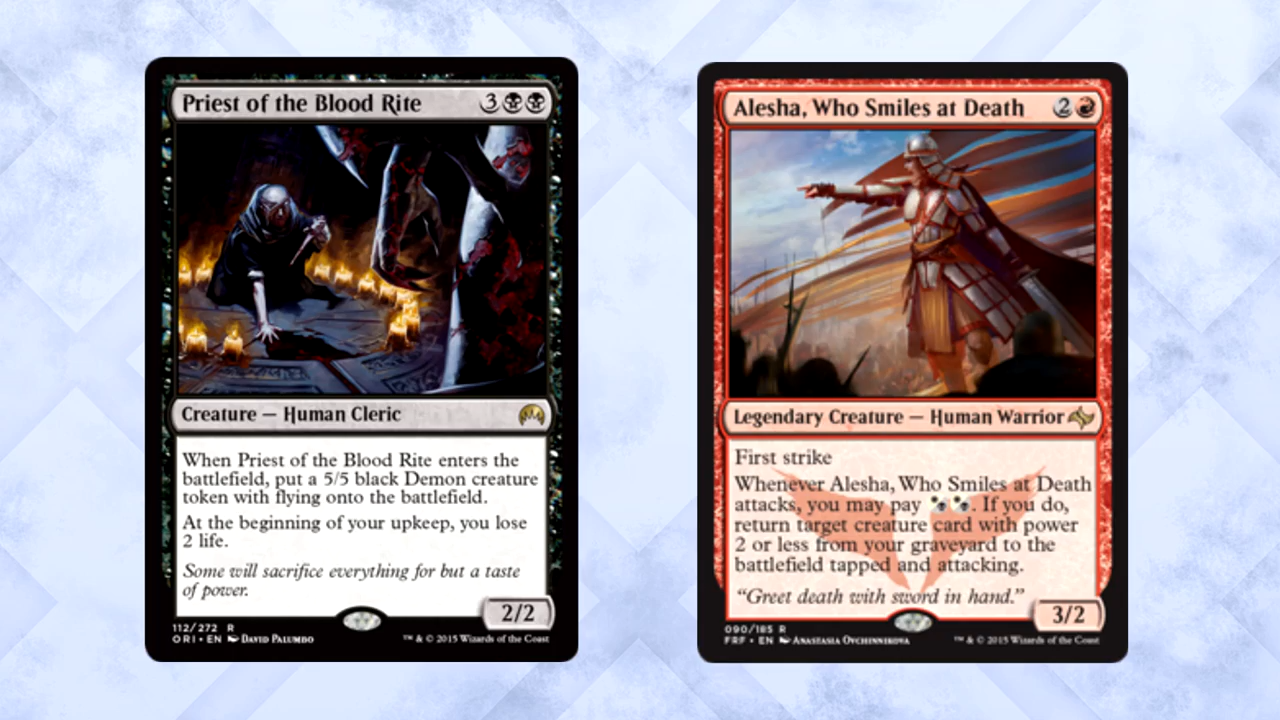 Priest of the Blood Rite 3
Creature — Human Cleric
When Priest of the Blood Rite enters the
battlefield, put a 5/5 black Demon creature
token with flying onto the battlefield.
At the beginning of your upkeep, you lose
2 life.
Some will sacrifice everything for but a taste
of power.
2/2
112/272 R
ORI • EN David Palumbo
™ & © 2015 Wizards of the Coast
Alesha, Who Smiles at Death 2
Legendary Creature — Human Warrior
First strike
Whenever Alesha, Who Smiles at Death
attacks, you may pay . If you do,
return target creature card with power
2 or less from your graveyard to the
battlefield tapped and attacking.
“Greet death with sword in hand.”
3/2
090/185 R
FRF • EN Anastasia Ovchinnikova
™ & © 2015 Wizards of the Coast